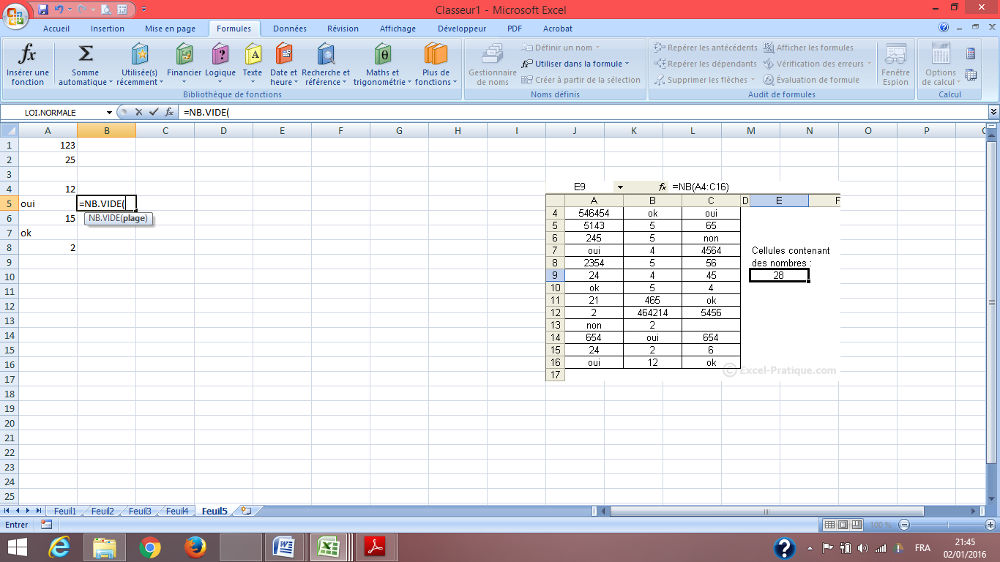 Classeur1 - Microsoft Excel
Accueil Insertion Mise en page Formules Données Révision Affichage Développeur PDF Acrobat
Insérer une fonction
Somme automatique
Utilisée(s) récemment
Financier
Logique
Texte
Date et heure
Recherche et référence
Maths et trigonométrie
Plus de fonctions
Bibliothèque de fonctions
Gestionnaire de noms
Définir un nom
Utiliser dans la formule
Créer à partir de la sélection
Noms définis
Repérer les antécédents
Repérer les dépendants
Supprimer les flèches
Afficher les formules
Vérification des erreurs
Évaluation de formule
Audit de formules
Fenêtre Espion
Options de calcul
Calcul
LOI.NORMALE fx =NB.VIDE(
A B C D E F G H I J K L M N O P
1 123
2 25
3
4 12
5 oui =NB.VIDE(
NB.VIDE(plage)
6 15
7 ok
8 2
9
10
11
12
13
14
15
16
17
18
19
20
21
22
23
24
25
E9 fx =NB(A4:C16)
A B C D E F
4 546454 ok oui
5 5143 5 65
6 245 5 non
7 oui 4 4564
Cellules contenant
8 2354 5 56
des nombres :
9 24 4 45 28
10 ok 5 4
11 21 465 ok
12 2 464214 5456
13 non 2
14 654 oui 654
15 24 2 6
16 oui 12 ok
17
© Excel-Pratique.com
Feuil1 Feuil2 Feuil3 Feuil4 Feuil5
Entrer 100 %
FRA
21:45
02/01/2016